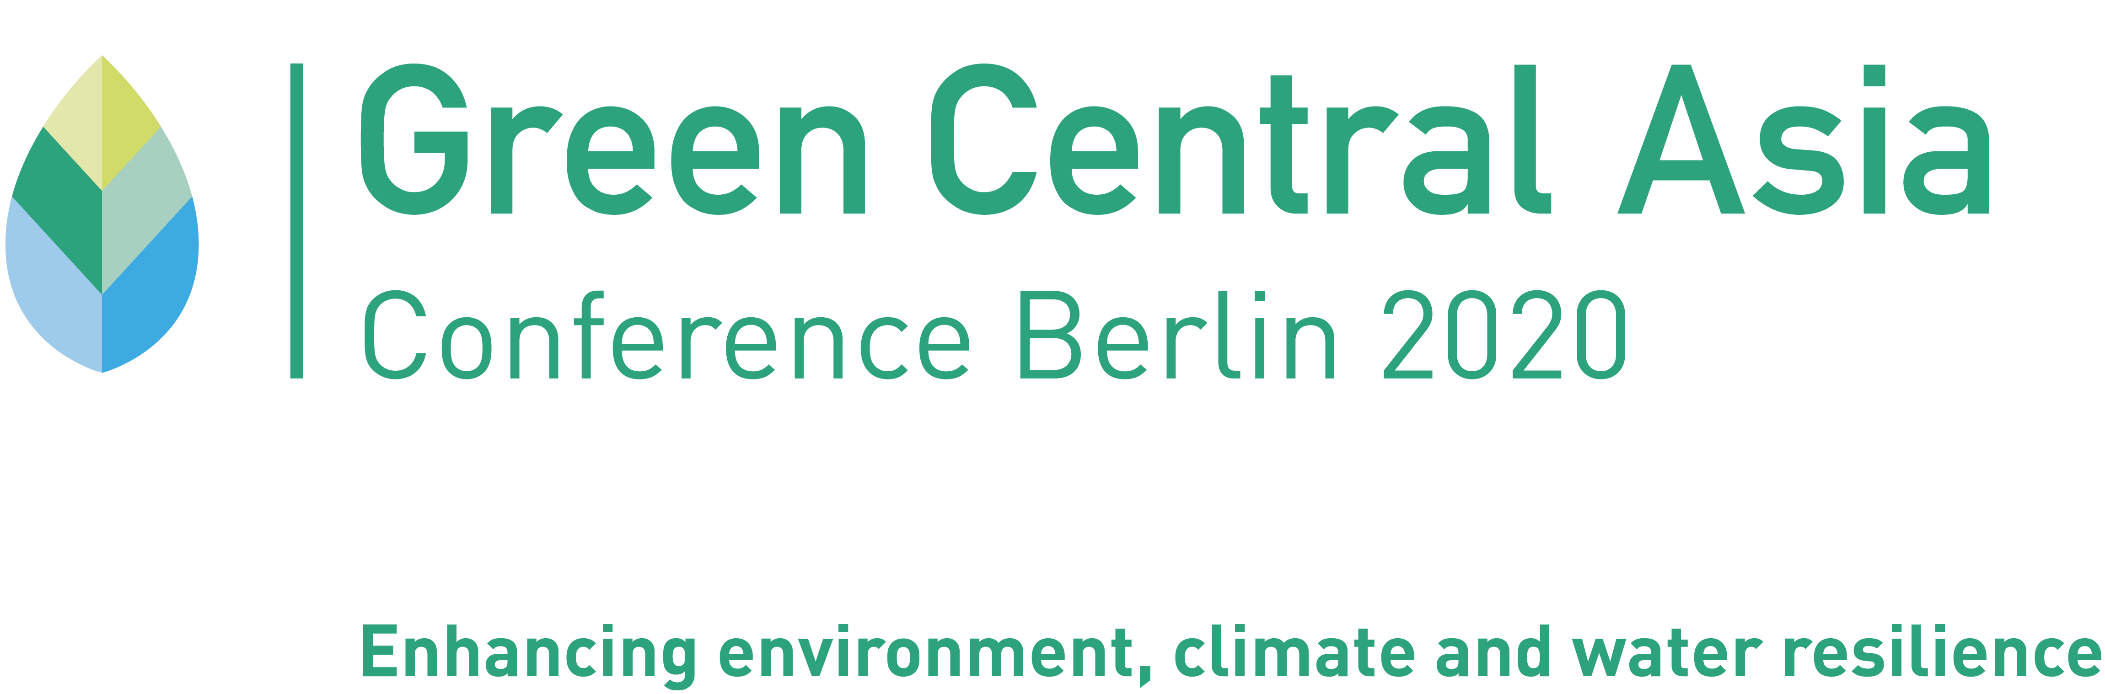 Green Central Asia
Conference Berlin 2020
Enhancing environment, climate and water resilience